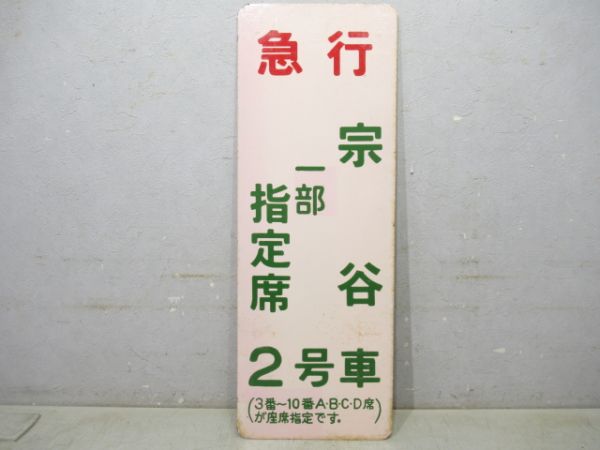 急行
宗谷
一部
指定席
2号車
(3番~10番A・B・C・D席
が座席指定です。)